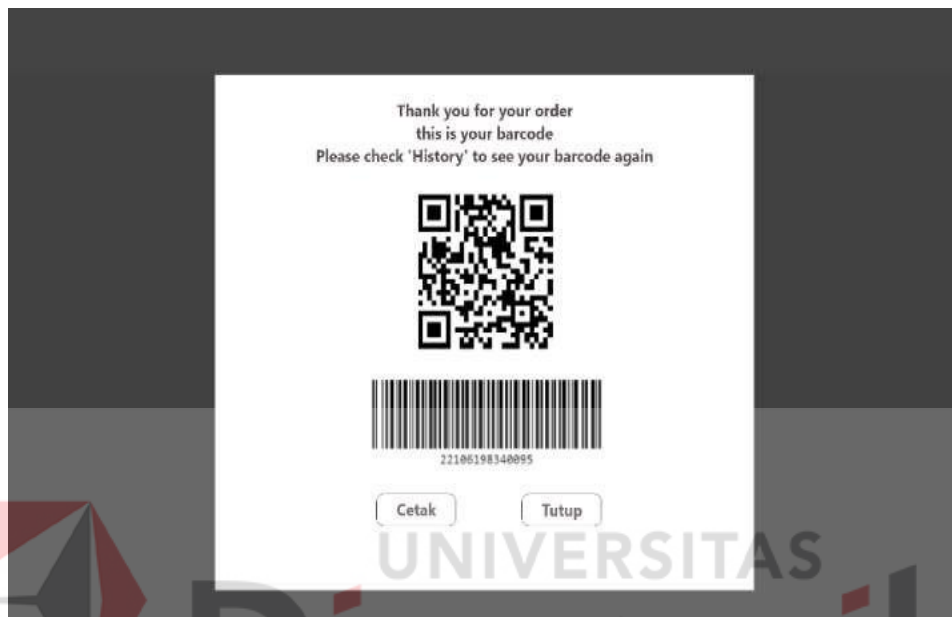 Thank you for your order
this is your barcode
Please check 'History' to see your barcode again
22106198340095
Cetak
Tutup
UNIVERSITAS